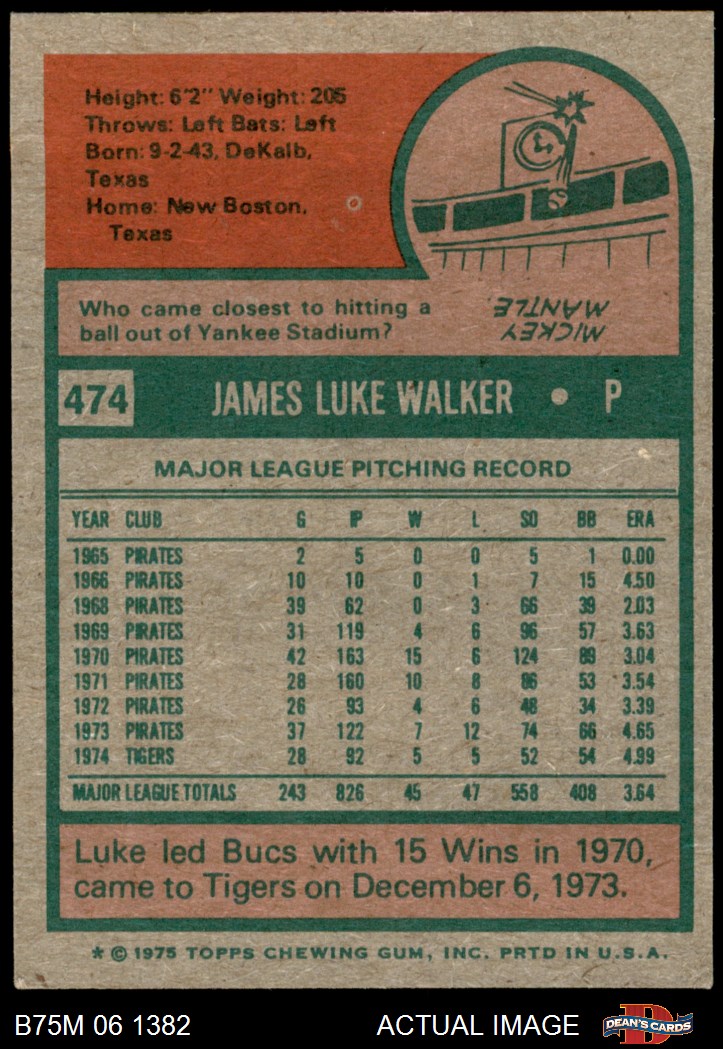 Height: 6'2" Weight: 205
Throws: Left Bats: Left
Born: 9-2-43, DeKalb,
Texas
Home: New Boston,
Texas
Who came closest to hitting a
ball out of Yankee Stadium?
MICKEY
MANTLE.
474 JAMES LUKE WALKER • P
MAJOR LEAGUE PITCHING RECORD
YEAR CLUB G IP W L SO BB ERA
1965 PIRATES 2 5 0 0 5 1 0.00
1966 PIRATES 10 10 0 1 7 15 4.50
1968 PIRATES 39 62 0 3 66 39 2.03
1969 PIRATES 31 119 4 6 96 57 3.63
1970 PIRATES 42 163 15 6 124 89 3.04
1971 PIRATES 28 160 10 8 86 53 3.54
1972 PIRATES 26 93 4 6 48 34 3.39
1973 PIRATES 37 122 7 12 74 66 4.65
1974 TIGERS 28 92 5 5 52 54 4.99
MAJOR LEAGUE TOTALS 243 826 45 47 558 408 3.64
Luke led Bucs with 15 Wins in 1970,
came to Tigers on December 6, 1973.
* © 1975 TOPPS CHEWING GUM, INC. PRTD IN U.S.A.
B75M 06 1382 ACTUAL IMAGE D DEAN'S CARDS